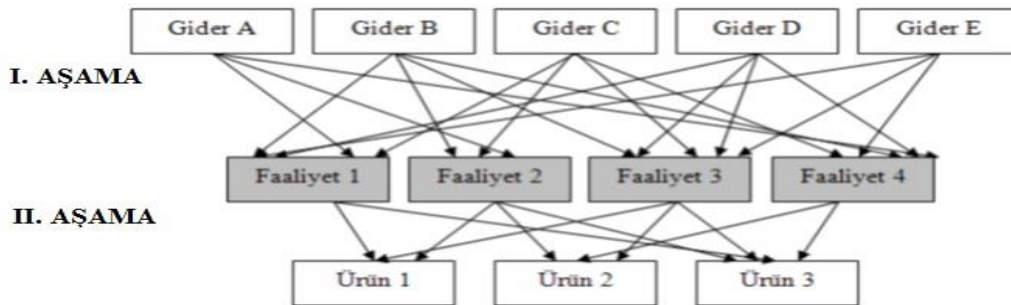 Gider A Gider B Gider C Gider D Gider E
I. AŞAMA
Faaliyet 1 Faaliyet 2 Faaliyet 3 Faaliyet 4
II. AŞAMA
Ürün 1 Ürün 2 Ürün 3